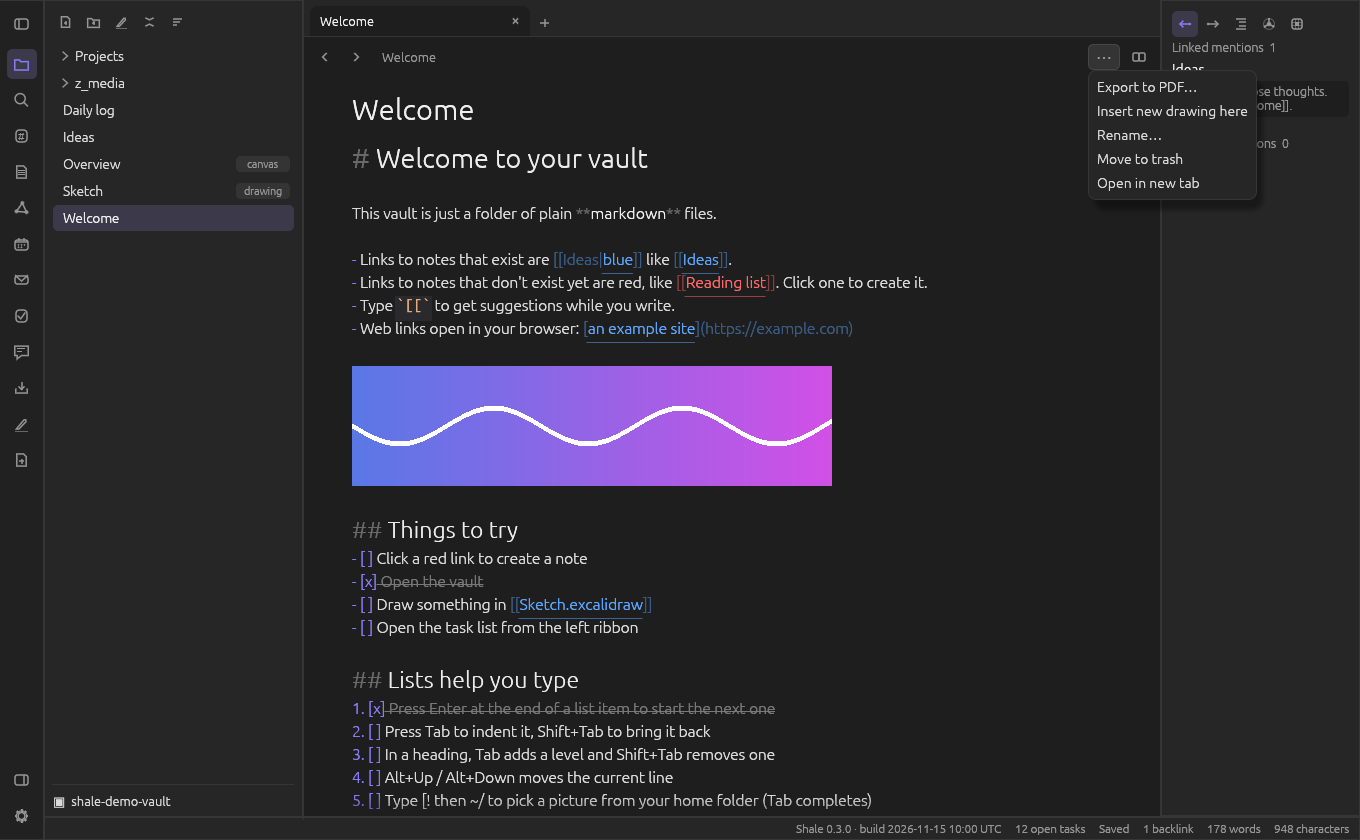 Projects
z_media
Daily log
Ideas
Overview canvas
Sketch drawing
Welcome
shale-demo-vault
Welcome × +
Welcome
Welcome
# Welcome to your vault
This vault is just a folder of plain **markdown** files.
- Links to notes that exist are [[Ideas|blue]] like [[Ideas]].
- Links to notes that don't exist yet are red, like [[Reading list]]. Click one to create it.
- Type `[[` to get suggestions while you write.
- Web links open in your browser: [an example site](https://example.com)
## Things to try
- [ ] Click a red link to create a note
- [x] Open the vault
- [ ] Draw something in [[Sketch.excalidraw]]
- [ ] Open the task list from the left ribbon
## Lists help you type
1. [x] Press Enter at the end of a list item to start the next one
2. [ ] Press Tab to indent it, Shift+Tab to bring it back
3. [ ] In a heading, Tab adds a level and Shift+Tab removes one
4. [ ] Alt+Up / Alt+Down moves the current line
5. [ ] Type [! then ~/ to pick a picture from your home folder (Tab completes)
Export to PDF...
Insert new drawing here
Rename...
Move to trash
Open in new tab
Linked mentions 1
Ideas
thoughts.
]].
0
Shale 0.3.0 · build 2026-11-15 10:00 UTC 12 open tasks Saved 1 backlink 178 words 948 characters